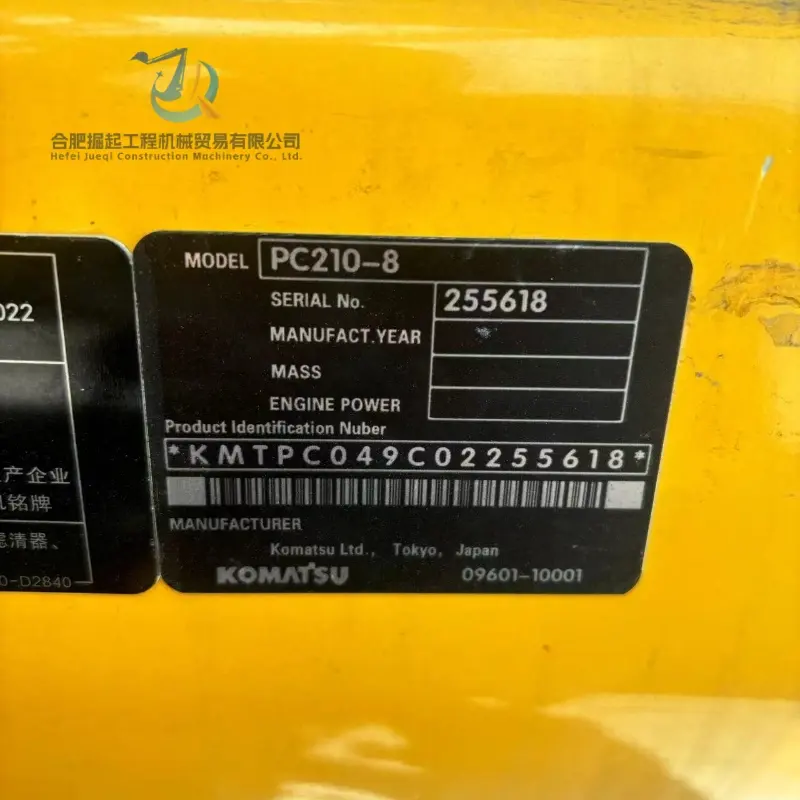 合肥掘起工程机械贸易有限公司
Hefei Jueqi Construction Machinery Co., Ltd.
022
产企业
机铭牌
滤清器、
0-D2840
MODEL PC210-8
SERIAL No. 255618
MANUFACT.YEAR
MASS
ENGINE POWER
Product Identification Nuber
*KMTPC049C02255618*
MANUFACTURER
Komatsu Ltd., Tokyo, Japan
KOMATSU 09601-10001